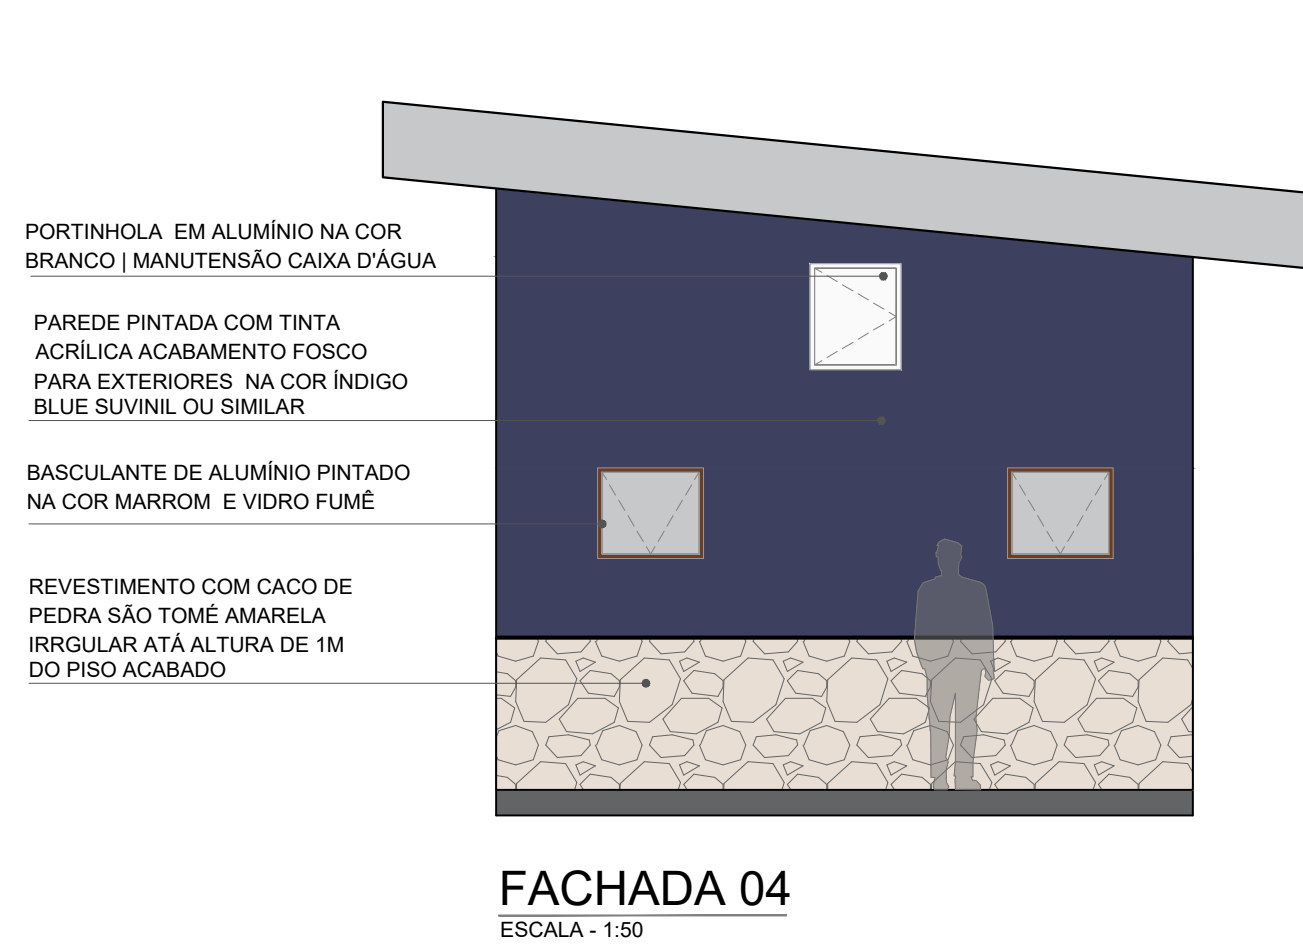 PORTINHOLA  EM ALUMÍNIO NA COR
BRANCO | MANUTENSÃO CAIXA D'ÁGUA
PAREDE PINTADA COM TINTA
ACRÍLICA ACABAMENTO FOSCO
PARA EXTERIORES  NA COR ÍNDIGO
BLUE SUVINIL OU SIMILAR
BASCULANTE DE ALUMÍNIO PINTADO
NA COR MARROM  E VIDRO FUMÊ
REVESTIMENTO COM CACO DE
PEDRA SÃO TOMÉ AMARELA
IRRGULAR ATÁ ALTURA DE 1M
DO PISO ACABADO
FACHADA 04
ESCALA - 1:50